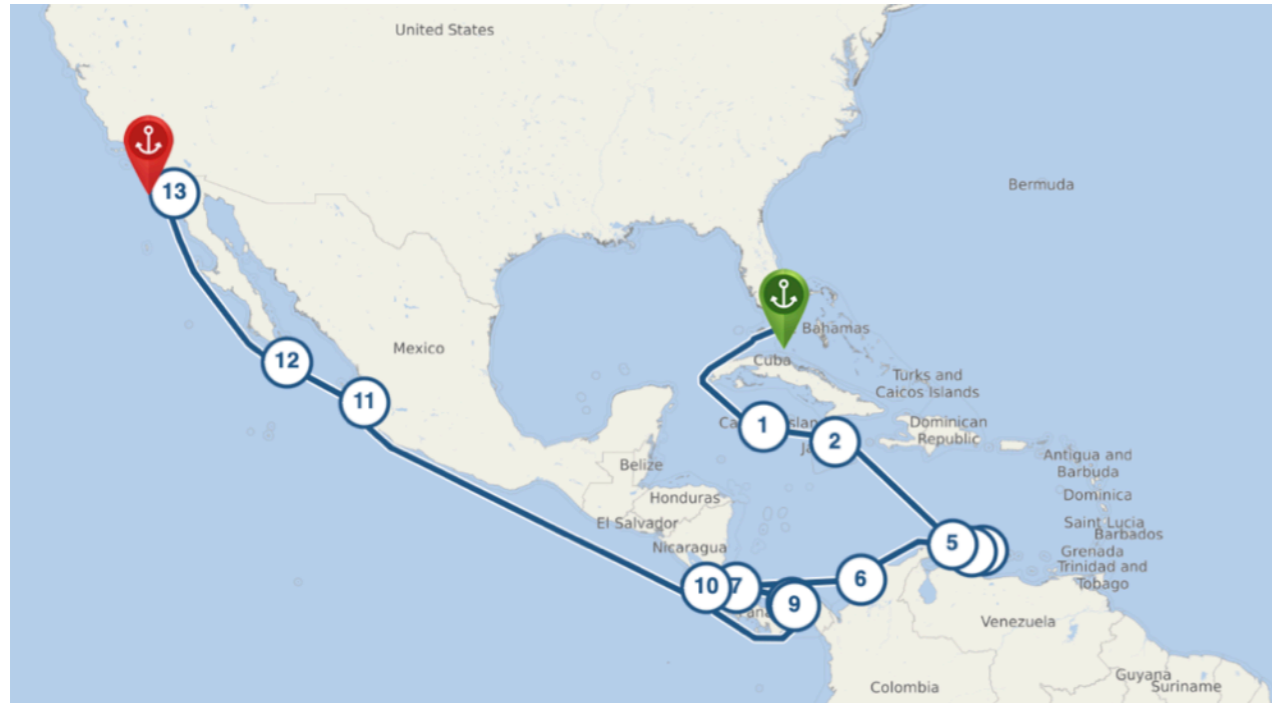 United States
Bermuda
13
Bahamas
Mexico
12
Cuba
11
Turks and
Caicos Islands
1
2
Dominican
Republic
Belize
Antigua and
Barbuda
Honduras
Dominica
El Salvador
Saint Lucia
Barbados
Nicaragua
5
Grenada
Trinidad and
Tobago
10
7
6
9
Venezuela
Guyana
Suriname
Colombia